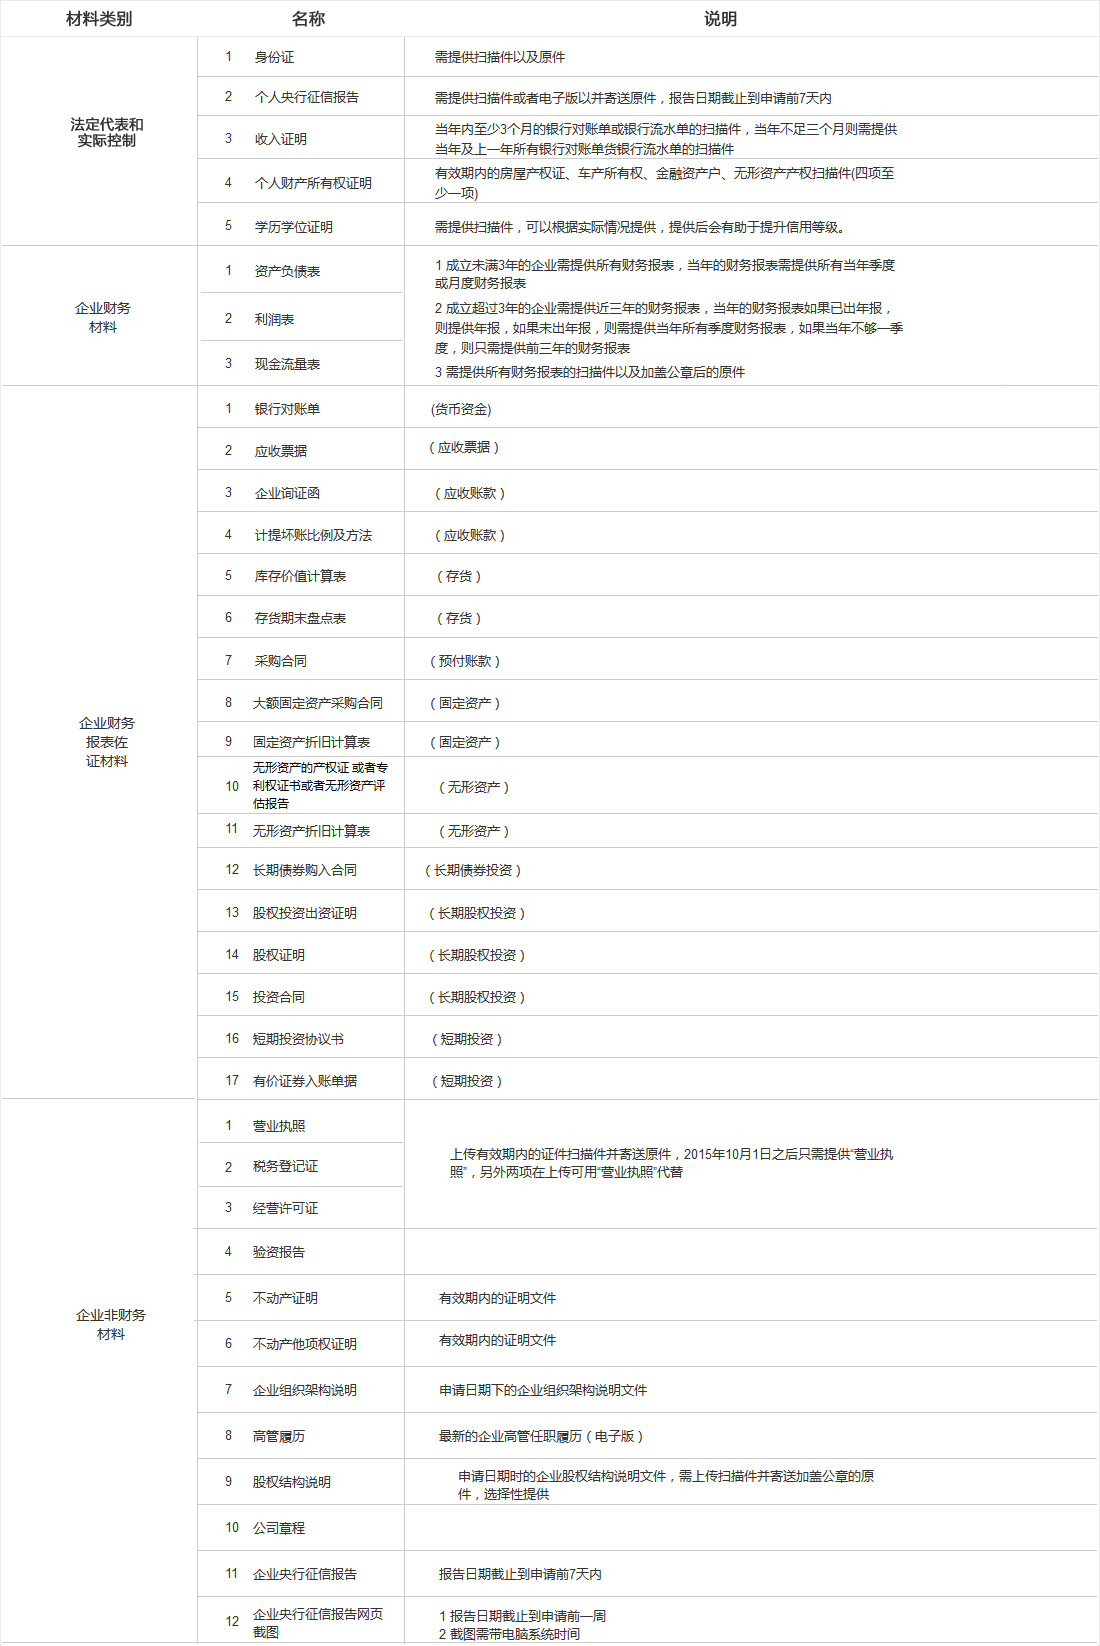 材料类别 名称 说明
法定代表和
实际控制
1 身份证 需提供扫描件以及原件
2 个人央行征信报告 需提供扫描件或者电子版以并寄送原件，报告日期截止到申请前7天内
3 收入证明 当年内至少3个月的银行对账单或银行流水单的扫描件，当年不足三个月则需提供
当年及上一年所有银行对账单货银行流水单的扫描件
4 个人财产所有权证明 有效期内的房屋产权证、车产所有权、金融资产户、无形资产产权扫描件(四项至
少一项)
5 学历学位证明 需提供扫描件，可以根据实际情况提供，提供后会有助于提升信用等级。
企业财务
材料
1 资产负债表
2 利润表
3 现金流量表
1 成立未满3年的企业需提供所有财务报表，当年的财务报表需提供所有当年季度
或月度财务报表
2 成立超过3年的企业需提供近三年的财务报表，当年的财务报表如果已出年报，
则提供年报，如果未出年报，则需提供当年所有季度财务报表，如果当年不够一季
度，则只需提供前三年的财务报表
3 需提供所有财务报表的扫描件以及加盖公章后的原件
企业财务
报表佐
证材料
1 银行对账单 (货币资金)
2 应收票据 （应收票据）
3 企业询证函 （应收账款）
4 计提坏账比例及方法 （应收账款）
5 库存价值计算表 （存货）
6 存货期末盘点表 （存货）
7 采购合同 （预付账款）
8 大额固定资产采购合同 （固定资产）
9 固定资产折旧计算表 （固定资产）
无形资产的产权证 或者专
10 利权证书或者无形资产评 （无形资产）
估报告
11 无形资产折旧计算表 （无形资产）
12 长期债券购入合同 （长期债券投资）
13 股权投资出资证明 （长期股权投资）
14 股权证明 （长期股权投资）
15 投资合同 （长期股权投资）
16 短期投资协议书 （短期投资）
17 有价证券入账单据 （短期投资）
企业非财务
材料
1 营业执照
2 税务登记证
3 经营许可证
上传有效期内的证件扫描件并寄送原件，2015年10月1日之后只需提供“营业执
照”，另外两项在上传可用“营业执照”代替
4 验资报告
5 不动产证明 有效期内的证明文件
6 不动产他项权证明 有效期内的证明文件
7 企业组织架构说明 申请日期下的企业组织架构说明文件
8 高管履历 最新的企业高管任职履历（电子版）
9 股权结构说明 申请日期时的企业股权结构说明文件，需上传扫描件并寄送加盖公章的原
件，选择性提供
10 公司章程
11 企业央行征信报告 报告日期截止到申请前7天内
12 企业央行征信报告网页
截图
1 报告日期截止到申请前一周
2 截图需带电脑系统时间